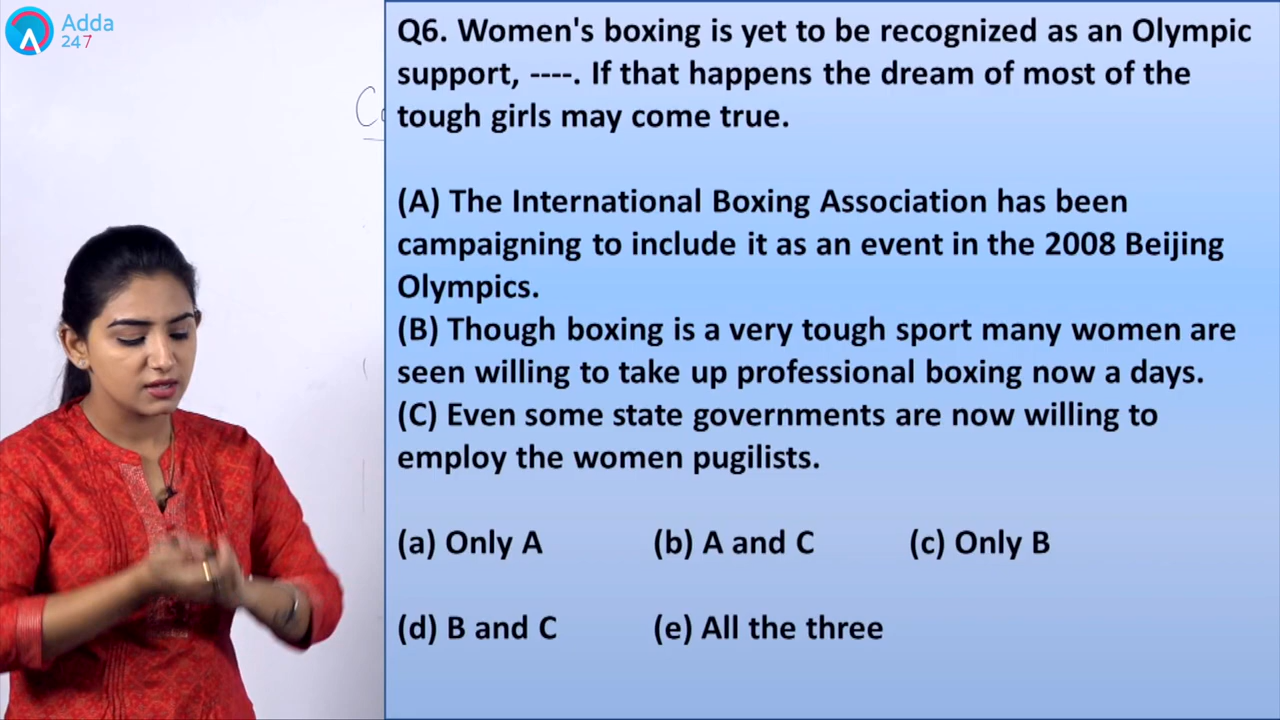 Adda
247
Q6. Women's boxing is yet to be recognized as an Olympic
support, ----. If that happens the dream of most of the
tough girls may come true.
(A) The International Boxing Association has been
campaigning to include it as an event in the 2008 Beijing
Olympics.
(B) Though boxing is a very tough sport many women are
seen willing to take up professional boxing now a days.
(C) Even some state governments are now willing to
employ the women pugilists.
(a) Only A (b) A and C (c) Only B
(d) B and C (e) All the three